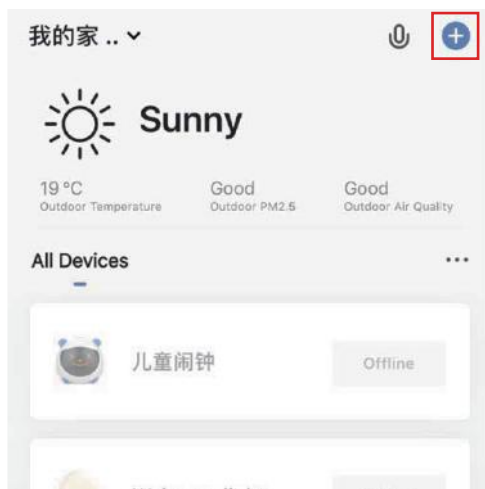 我的家 ..
Sunny
19 °C Good Good
Outdoor Temperature Outdoor PM2.5 Outdoor Air Quality
All Devices
儿童闹钟 Offline